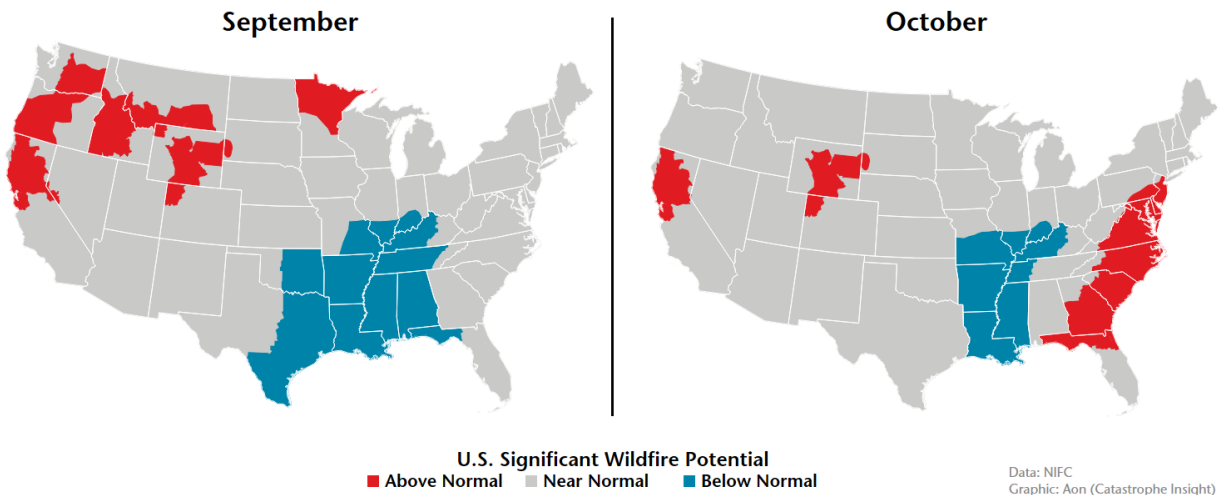 September
October
U.S. Significant Wildfire Potential
Above Normal
Near Normal
Below Normal
Data: NIFC
Graphic: Aon (Catastrophe Insight)